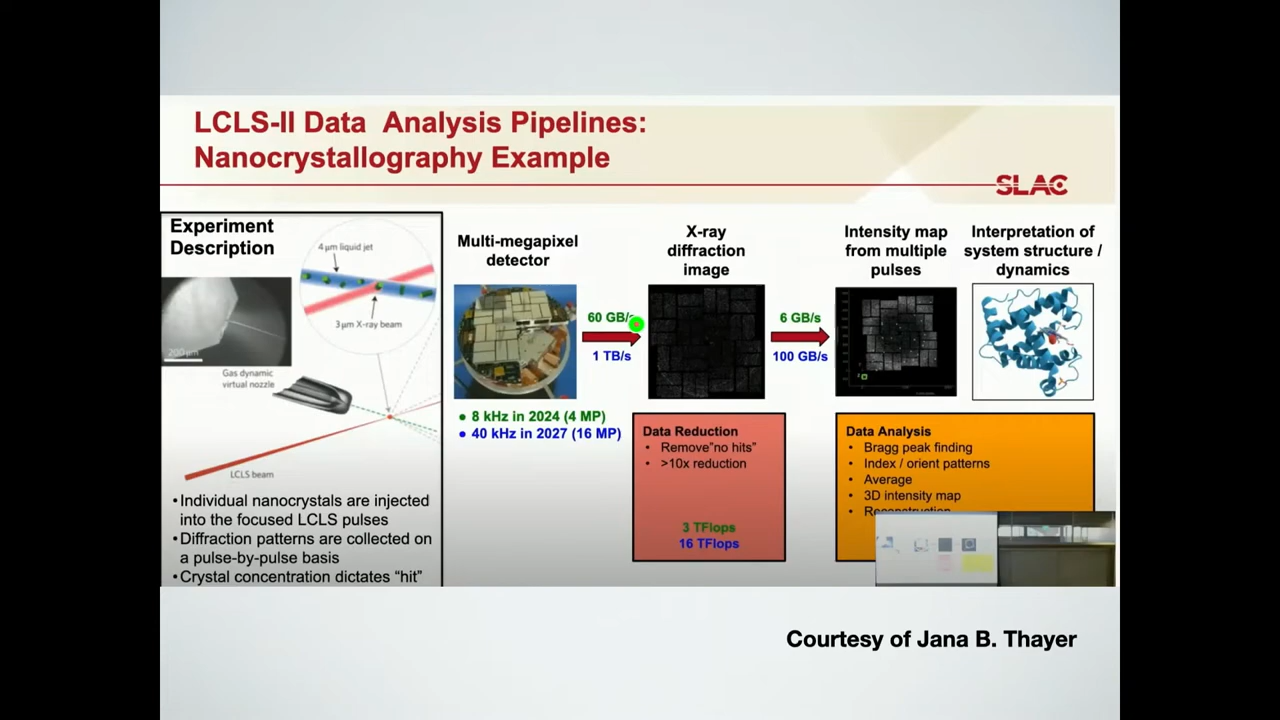 LCLS-II Data Analysis Pipelines:
Nanocrystallography Example
SLAC
Experiment
Description
4 μm liquid jet
3 μm X-ray beam
200 μm
Gas dynamic
virtual nozzle
LCLS beam
•Individual nanocrystals are injected
into the focused LCLS pulses
•Diffraction patterns are collected on
a pulse-by-pulse basis
•Crystal concentration dictates “hit”
Multi-megapixel
detector
60 GB/s
1 TB/s
• 8 kHz in 2024 (4 MP)
• 40 kHz in 2027 (16 MP)
X-ray
diffraction
image
6 GB/s
100 GB/s
Data Reduction
• Remove”no hits”
• >10x reduction
3 TFlops
16 TFlops
Intensity map
from multiple
pulses
Interpretation of
system structure /
dynamics
Data Analysis
• Bragg peak finding
• Index / orient patterns
• Average
• 3D intensity map
• Reconstruction
Courtesy of Jana B. Thayer